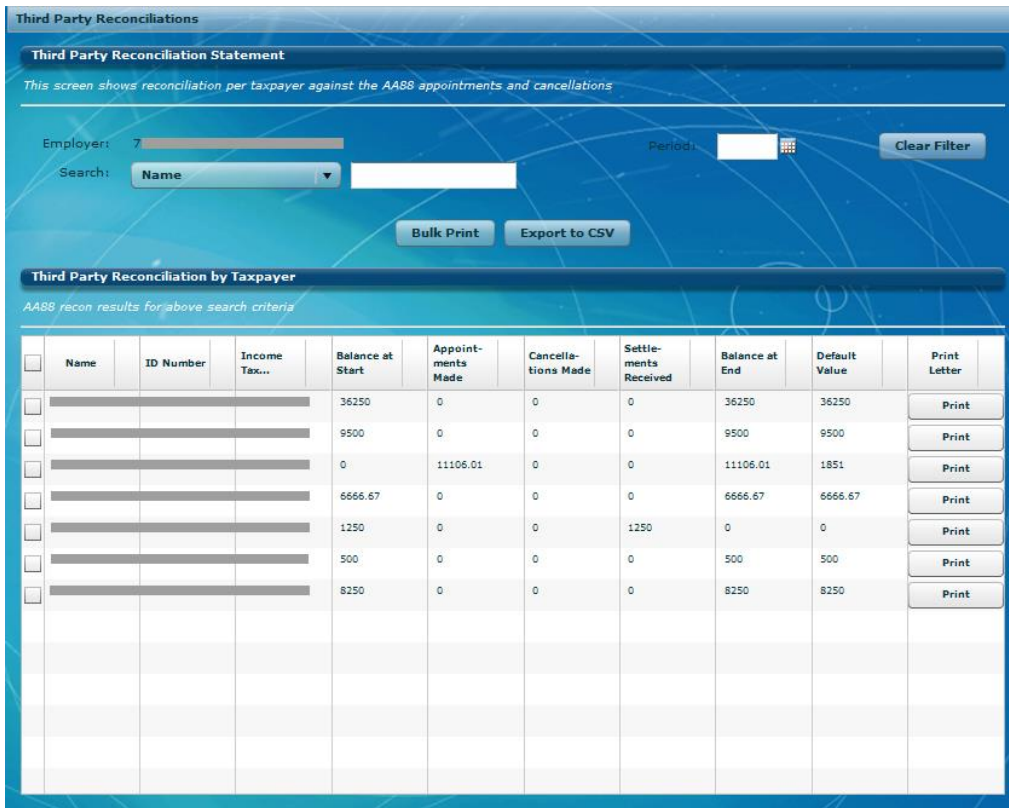 Third Party Reconciliations
Third Party Reconciliation Statement
This screen shows reconciliation per taxpayer against the AA88 appointments and cancellations
Employer: 7
Period:
Clear Filter
Search: Name
Bulk Print Export to CSV
Third Party Reconciliation by Taxpayer
AA88 recon results for above search criteria
Name ID Number Income Tax... Balance at Start Appoint-ments Made Cancella-tions Made Settle-ments Received Balance at End Default Value Print Letter
36250 0 0 0 36250 36250 Print
9500 0 0 0 9500 9500 Print
0 11106.01 0 0 11106.01 1851 Print
6666.67 0 0 0 6666.67 6666.67 Print
1250 0 0 1250 0 0 Print
500 0 0 0 500 500 Print
8250 0 0 0 8250 8250 Print